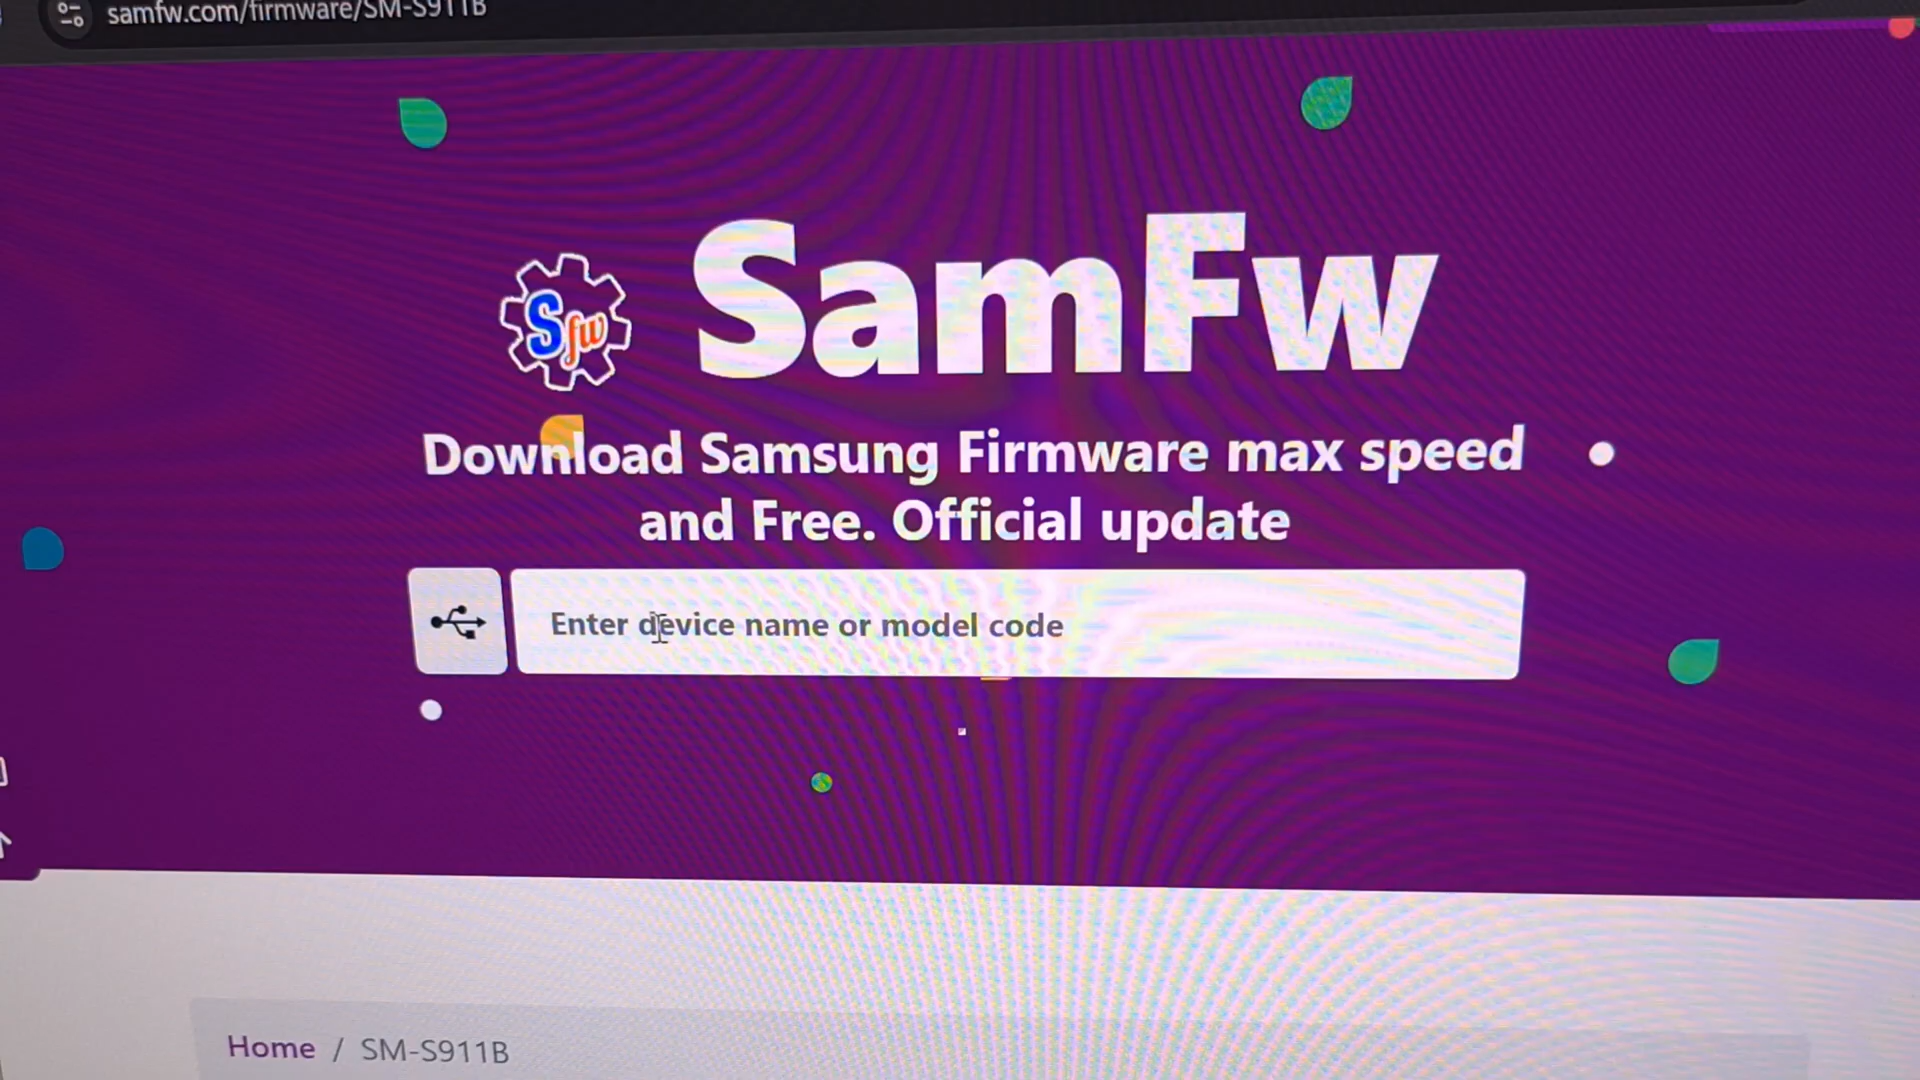 samfw.com/firmware/SM-S911B
Sfw
SamFw
Download Samsung Firmware max speed
and Free. Official update
Enter device name or model code
Home / SM-S911B